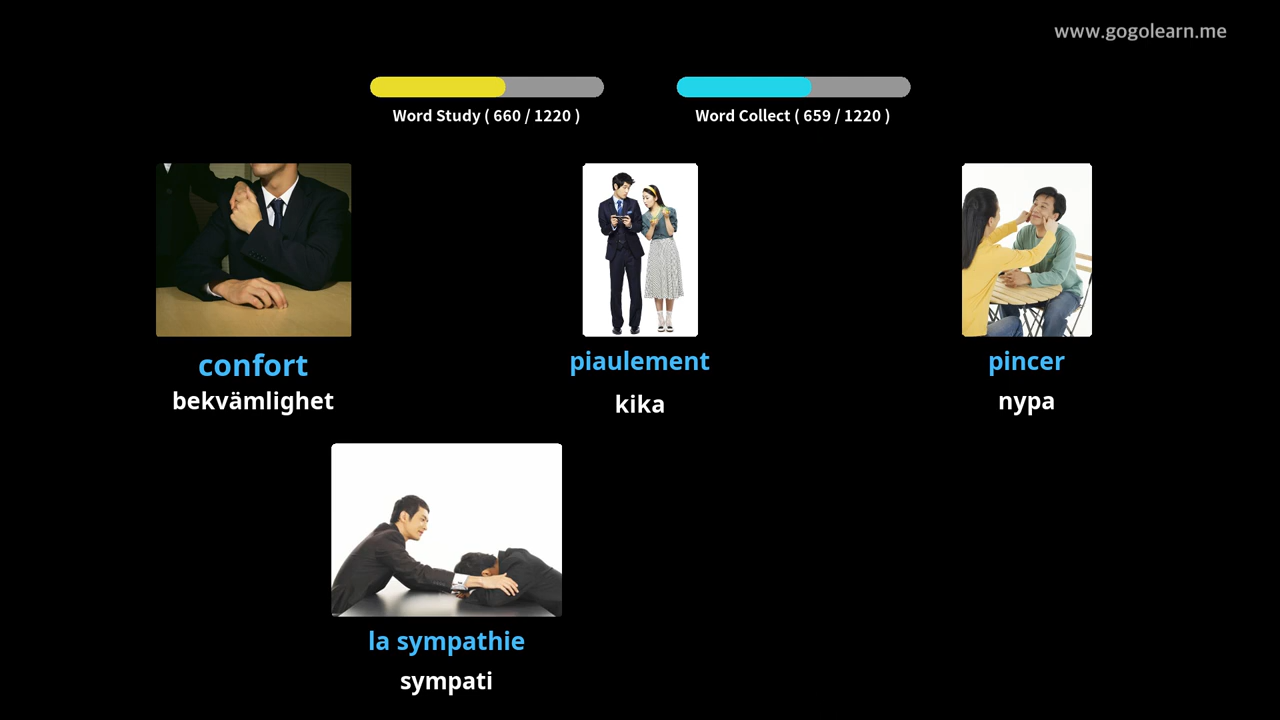 www.gogolearn.me
Word Study ( 660 / 1220 )
Word Collect ( 659 / 1220 )
confort
bekvämlighet
piaulement
kika
pincer
nypa
la sympathie
sympati